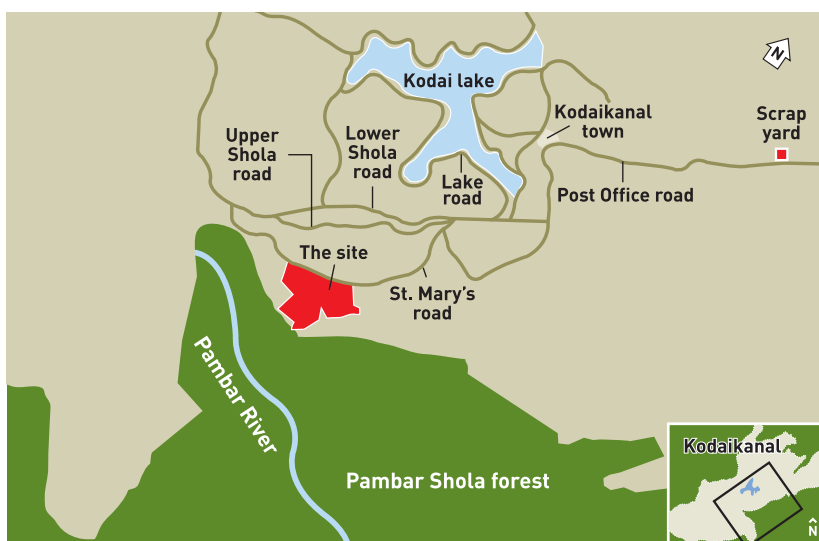 Kodai lake
N
Kodaikanal
town
Scrap
yard
Upper
Shola
road
Lower
Shola
road
Lake
road
Post Office road
The site
St. Mary's
road
Pambar River
Pambar Shola forest
Kodaikanal
N